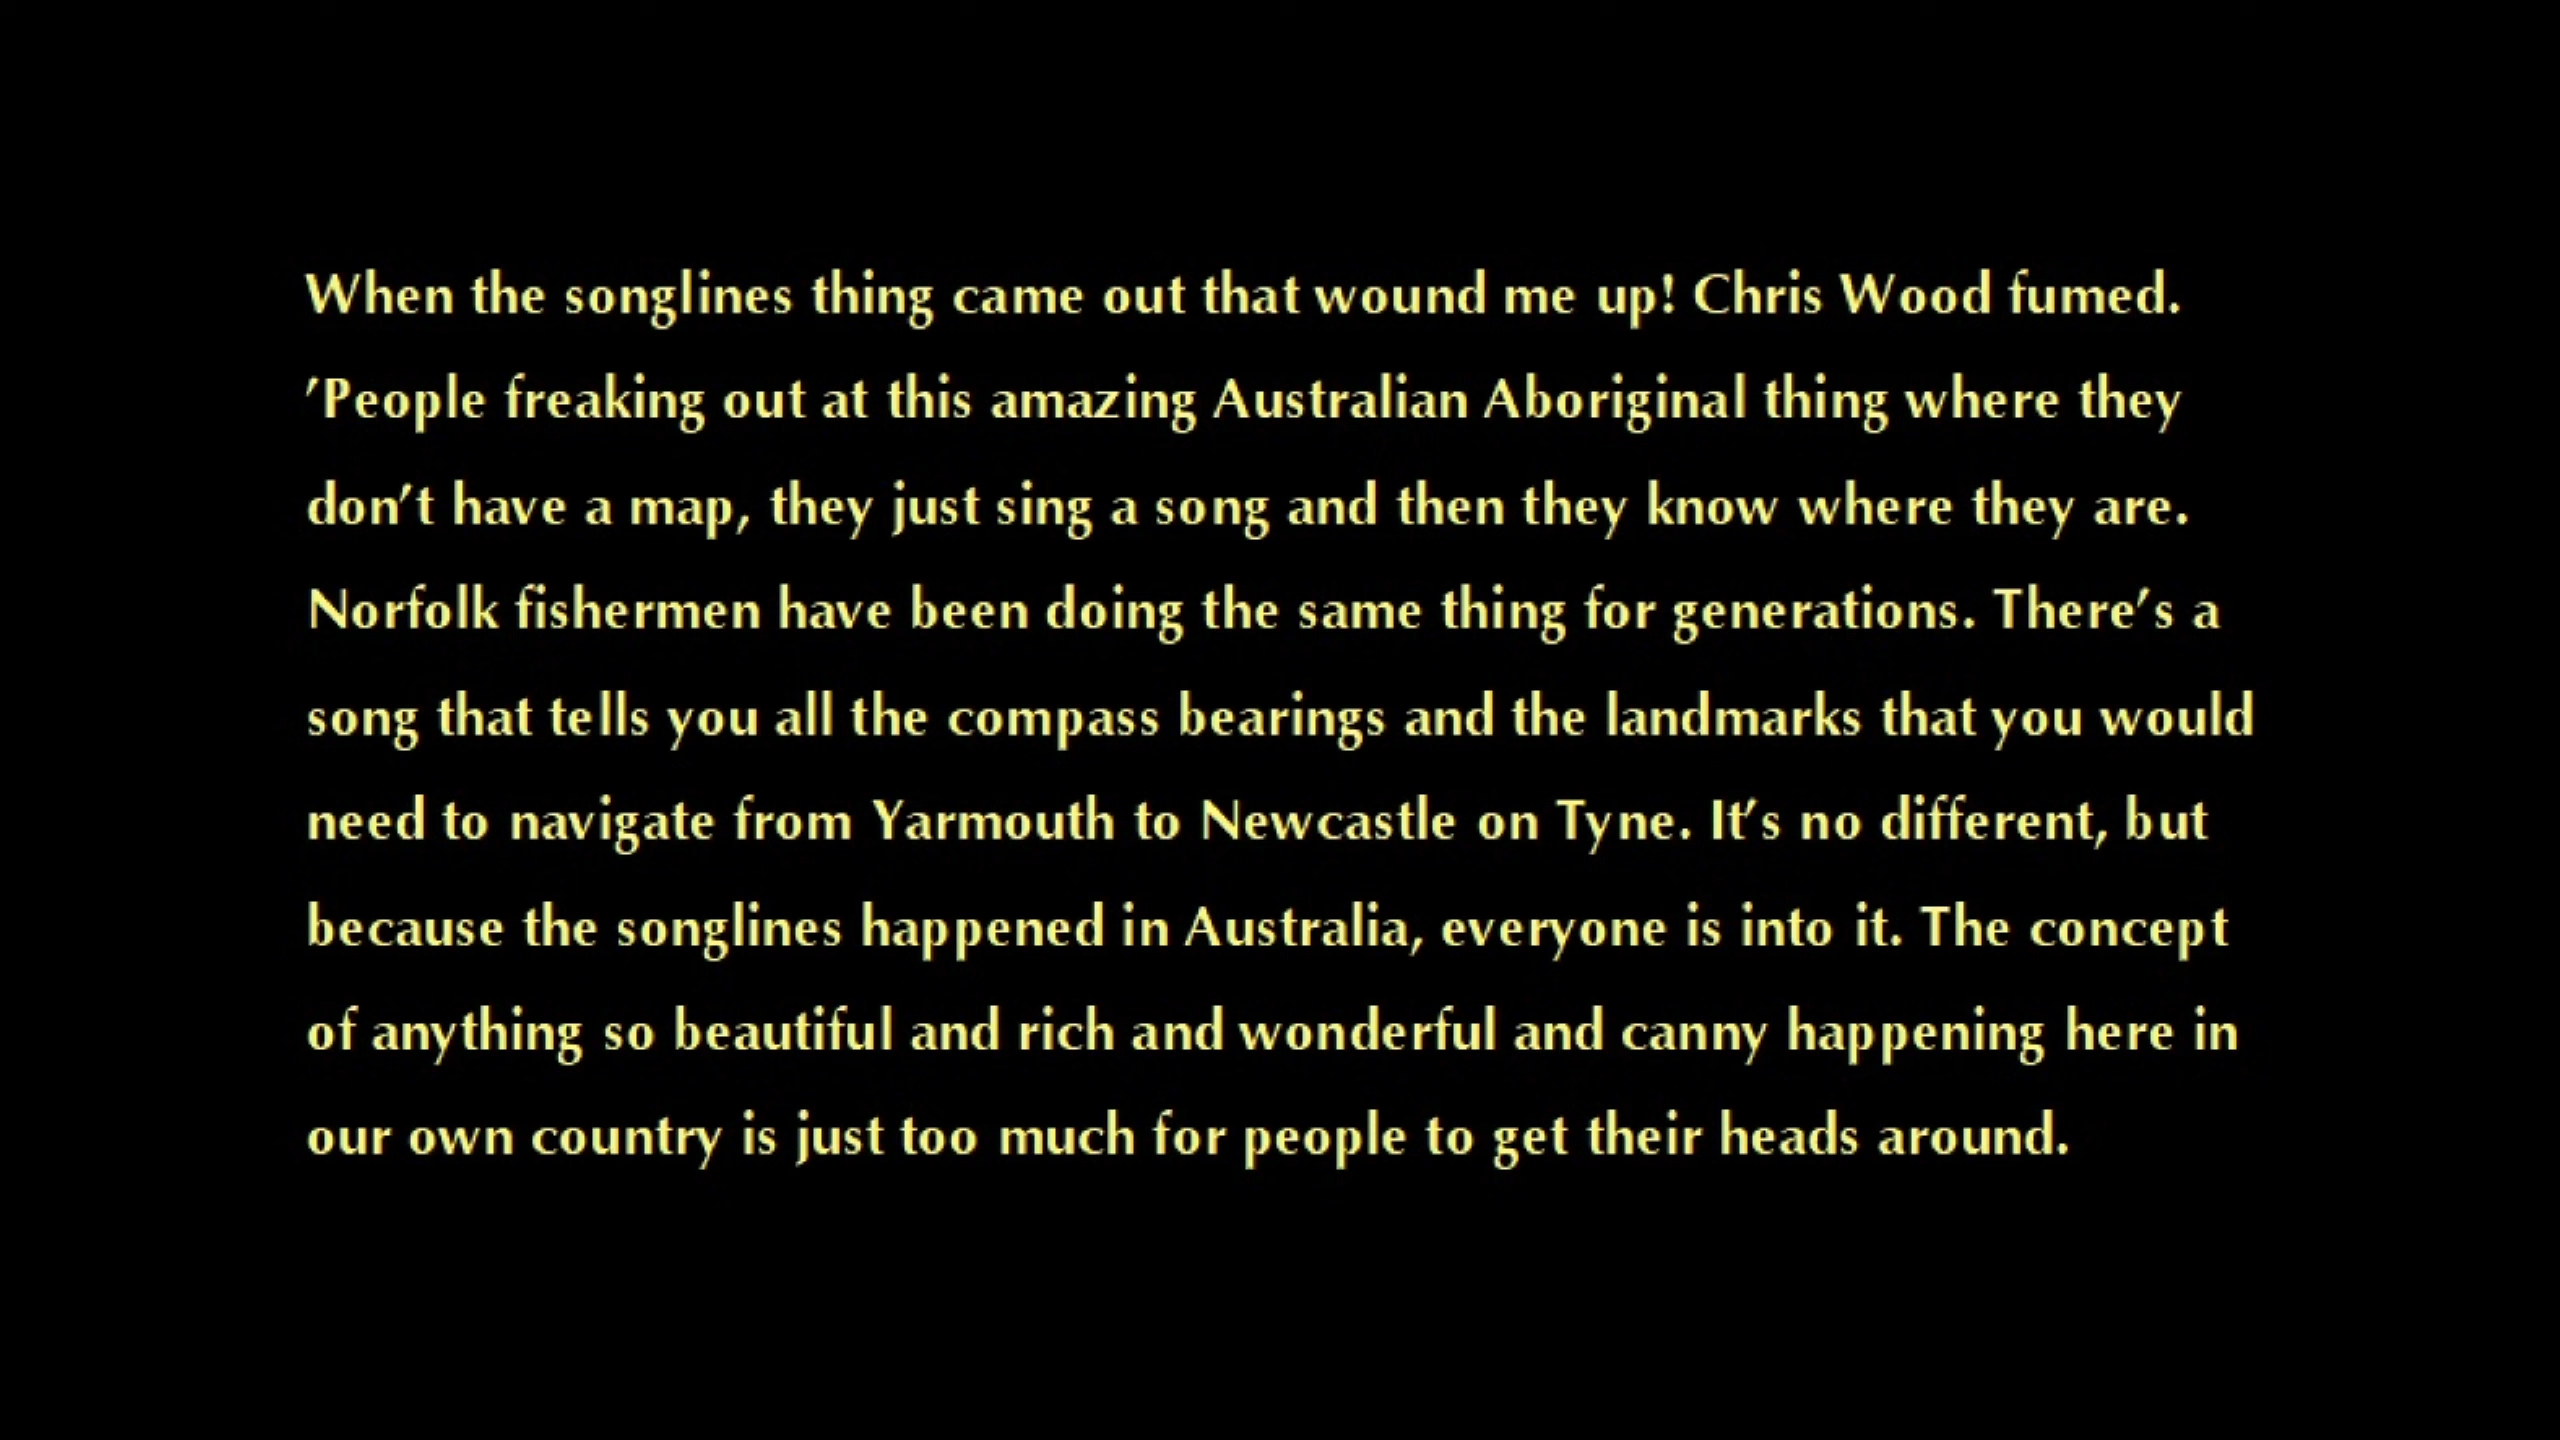 When the songlines thing came out that wound me up! Chris Wood fumed.
’People freaking out at this amazing Australian Aboriginal thing where they
don’t have a map, they just sing a song and then they know where they are.
Norfolk fishermen have been doing the same thing for generations. There’s a
song that tells you all the compass bearings and the landmarks that you would
need to navigate from Yarmouth to Newcastle on Tyne. It’s no different, but
because the songlines happened in Australia, everyone is into it. The concept
of anything so beautiful and rich and wonderful and canny happening here in
our own country is just too much for people to get their heads around.